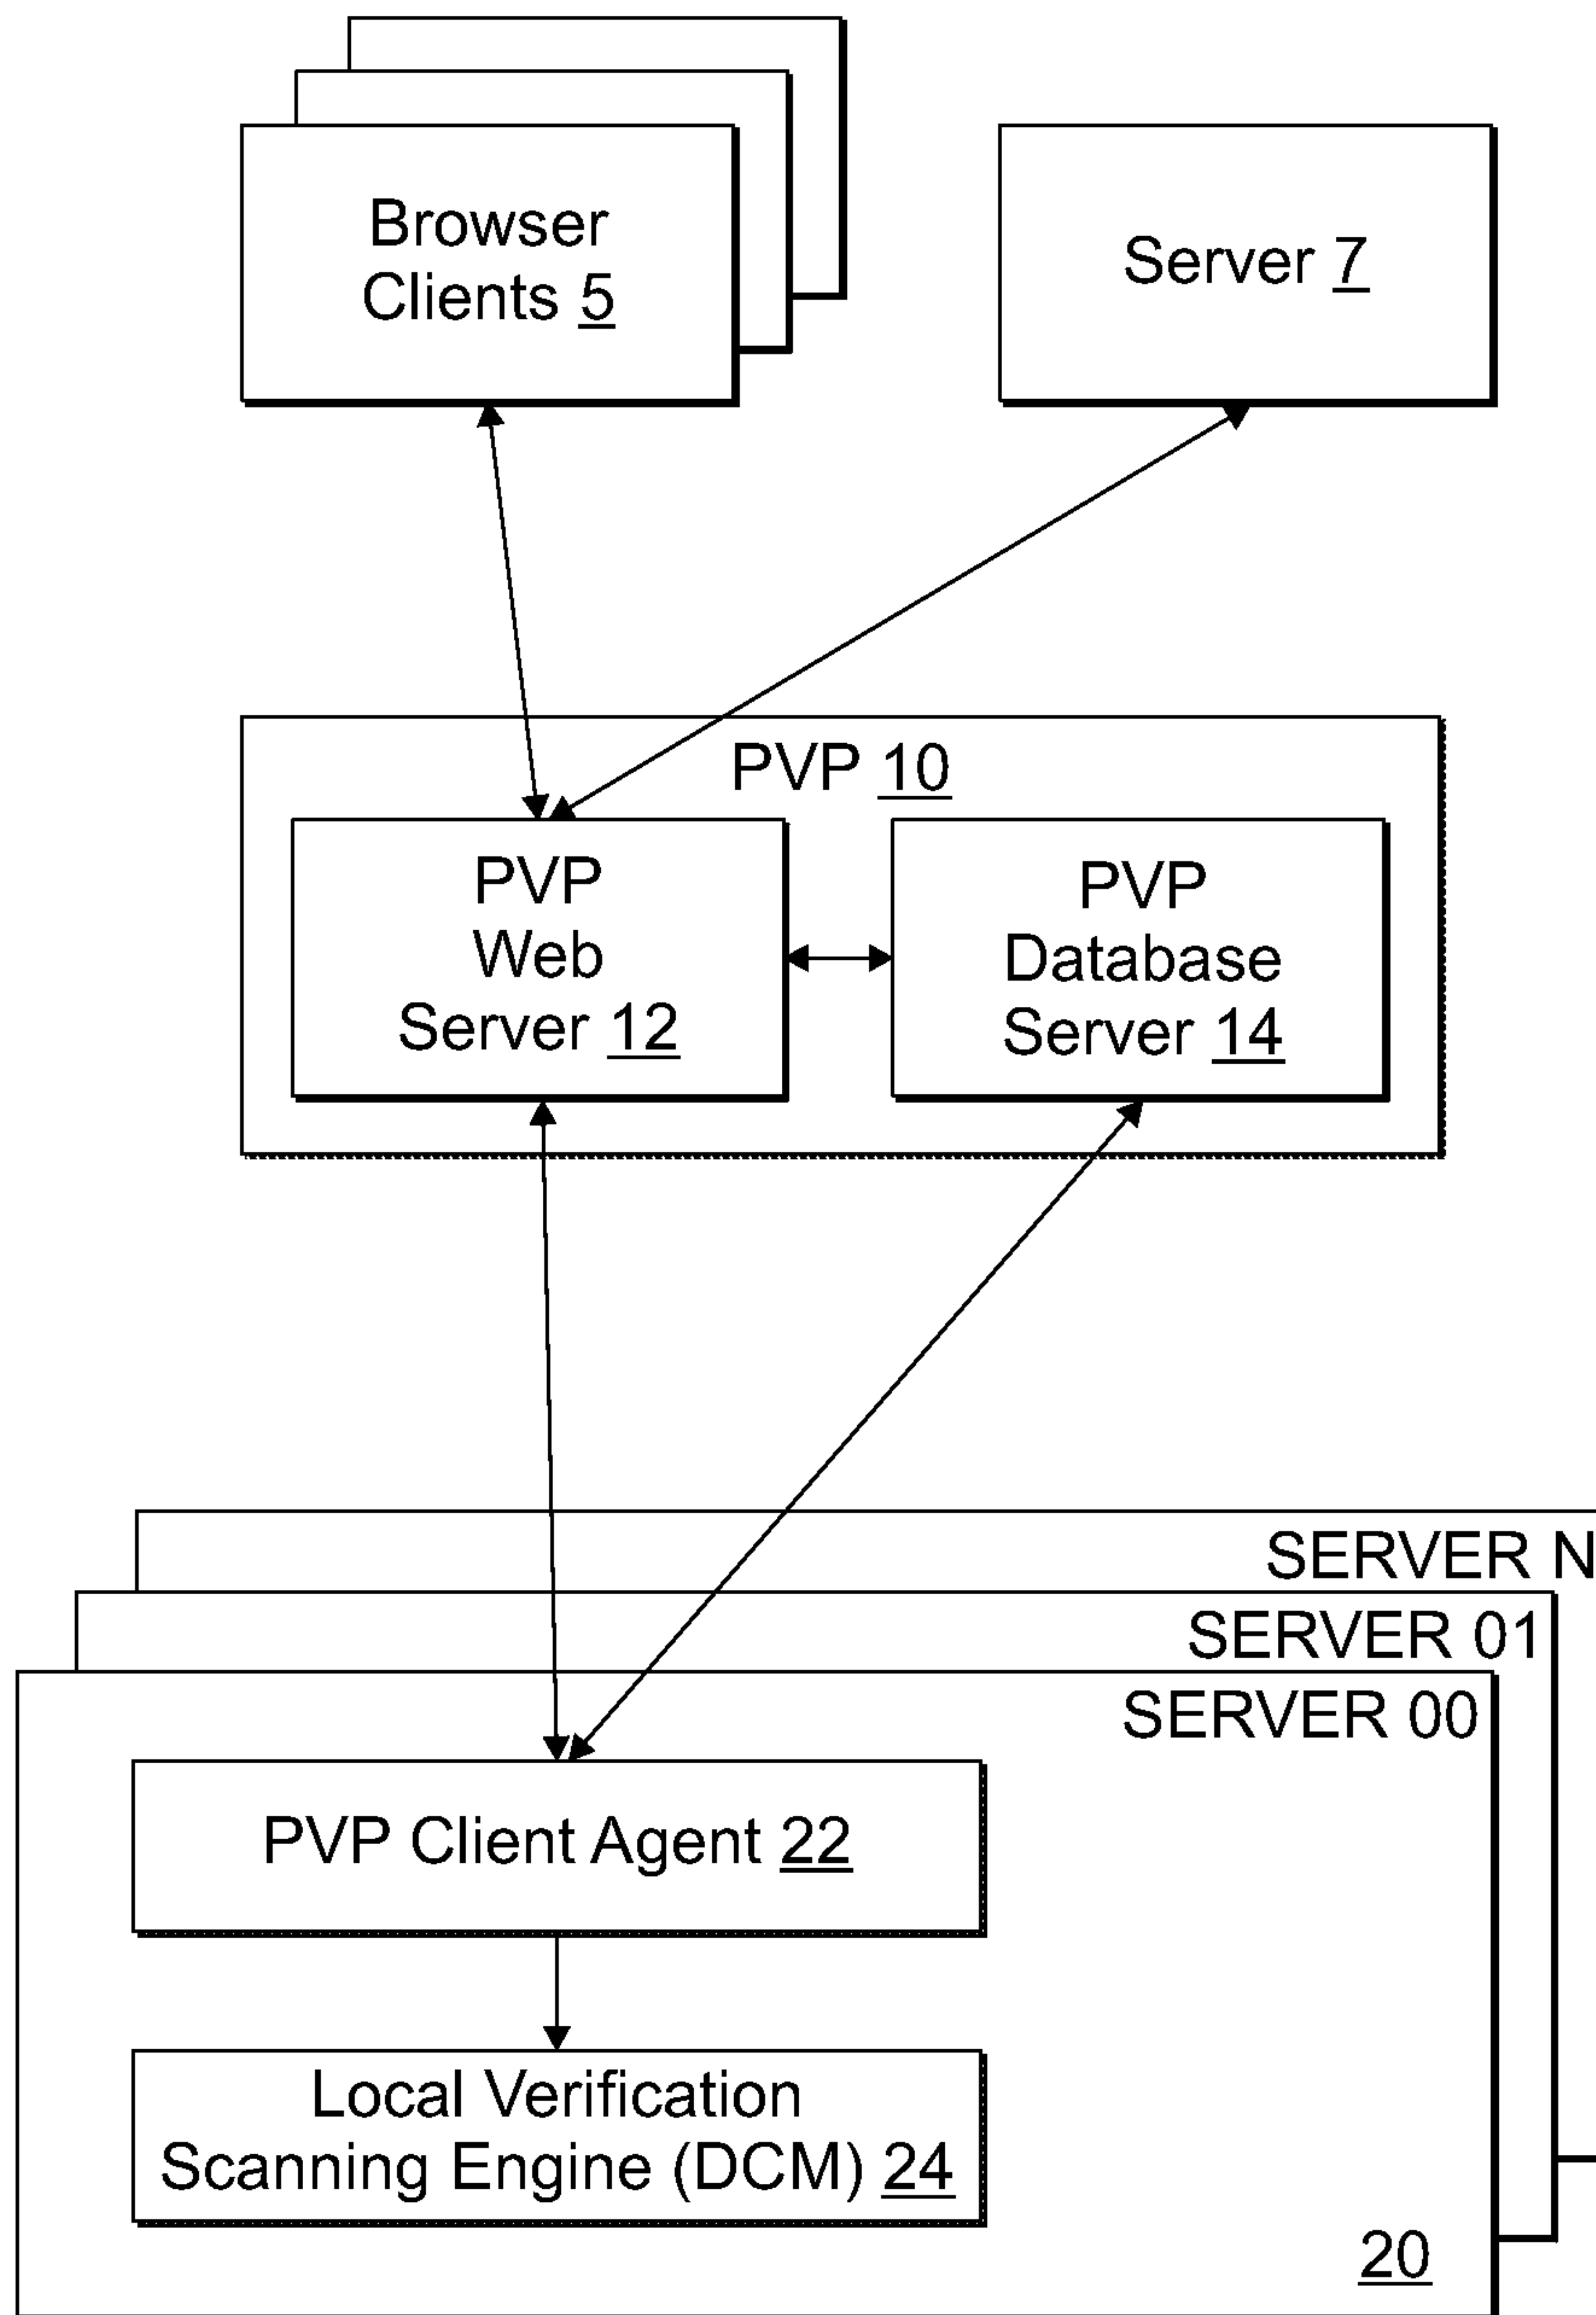 Browser
Clients 5
Server 7
PVP 10
PVP
Web
Server 12
PVP
Database
Server 14
SERVER N
SERVER 01
SERVER 00
PVP Client Agent 22
Local Verification
Scanning Engine (DCM) 24
20